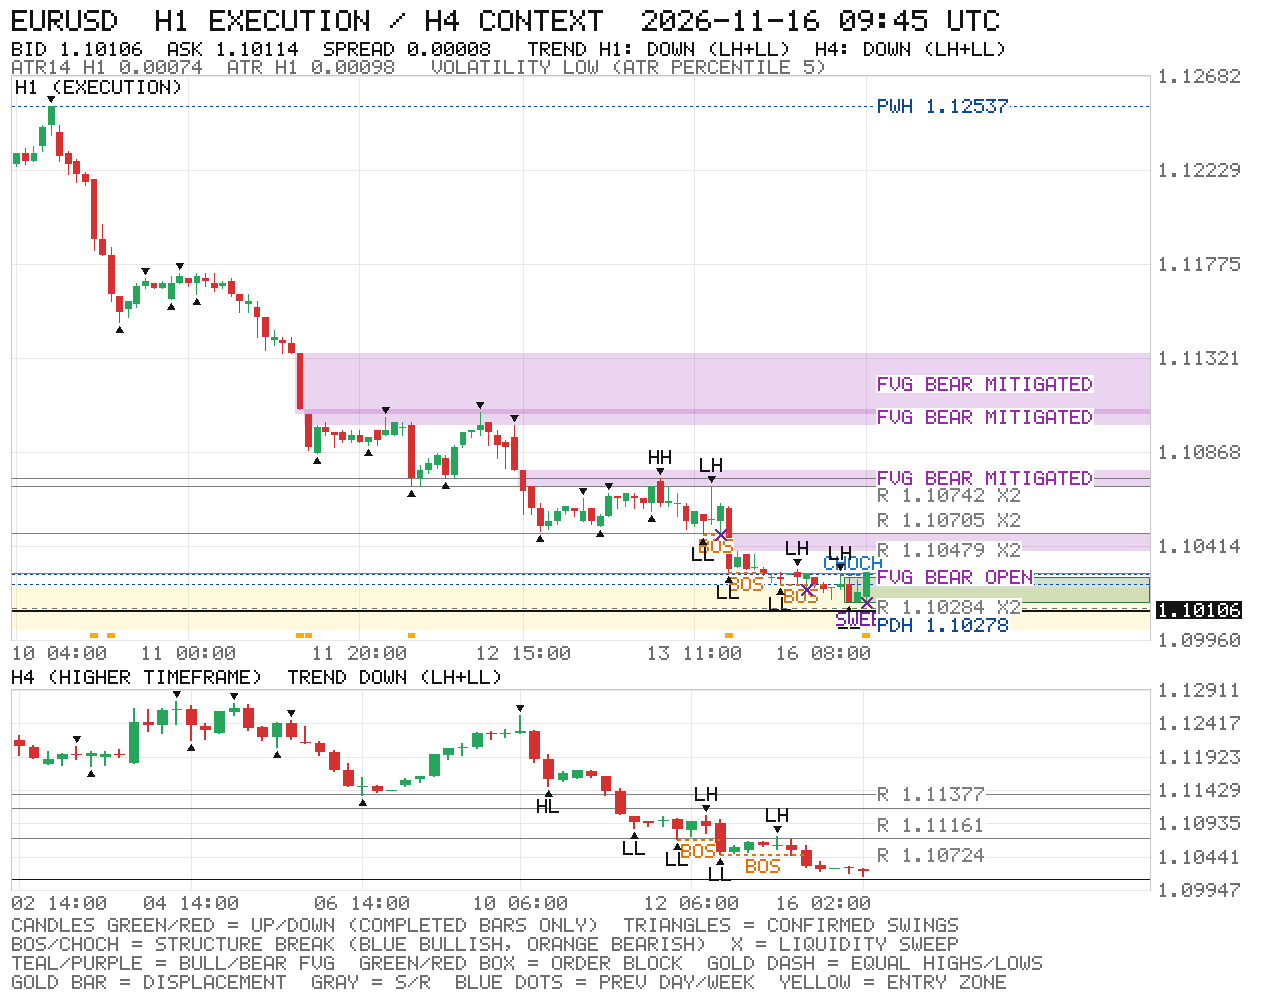 EURUSD H1 EXECUTION / H4 CONTEXT 2026-11-16 09:45 UTC
BID 1.10106 ASK 1.10114 SPREAD 0.00008 TREND H1: DOWN (LH+LL) H4: DOWN (LH+LL)
ATR14 H1 0.00074 ATR H1 0.00098 VOLATILITY LOW (ATR PERCENTILE 5)
H1 (EXECUTION)
1.12682
PWH 1.12537
1.12229
1.11775
1.11321
FVG BEAR MITIGATED
FVG BEAR MITIGATED
1.10868
HH
LH
FVG BEAR MITIGATED
R 1.10742 X2
R 1.10705 X2
BOS
LL
LH
LH
R 1.10479 X2
1.10414
CHOCH
FVG BEAR OPEN
BOS
LL
BOS
LL
R 1.10284 X2
1.10106
PDH 1.10278
1.09960
10 04:00 11 00:00 11 20:00 12 15:00 13 11:00 16 08:00
H4 (HIGHER TIMEFRAME) TREND DOWN (LH+LL)
1.12911
1.12417
1.11923
1.11429
LH
R 1.11377
HL
LH
R 1.11161
1.10935
LL
BOS
LL
BOS
LL
R 1.10724
1.10441
1.09947
02 14:00 04 14:00 06 14:00 10 06:00 12 06:00 16 02:00
CANDLES GREEN/RED = UP/DOWN (COMPLETED BARS ONLY) TRIANGLES = CONFIRMED SWINGS
BOS/CHOCH = STRUCTURE BREAK (BLUE BULLISH, ORANGE BEARISH) X = LIQUIDITY SWEEP
TEAL/PURPLE = BULL/BEAR FVG GREEN/RED BOX = ORDER BLOCK GOLD DASH = EQUAL HIGHS/LOWS
GOLD BAR = DISPLACEMENT GRAY = S/R BLUE DOTS = PREV DAY/WEEK YELLOW = ENTRY ZONE